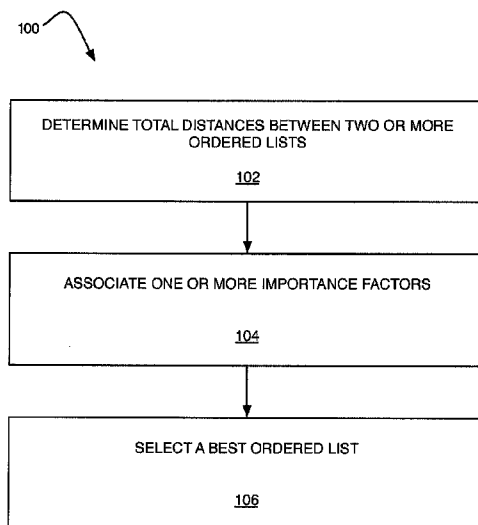 100
DETERMINE TOTAL DISTANCES BETWEEN TWO OR MORE
ORDERED LISTS
102
ASSOCIATE ONE OR MORE IMPORTANCE FACTORS
104
SELECT A BEST ORDERED LIST
106